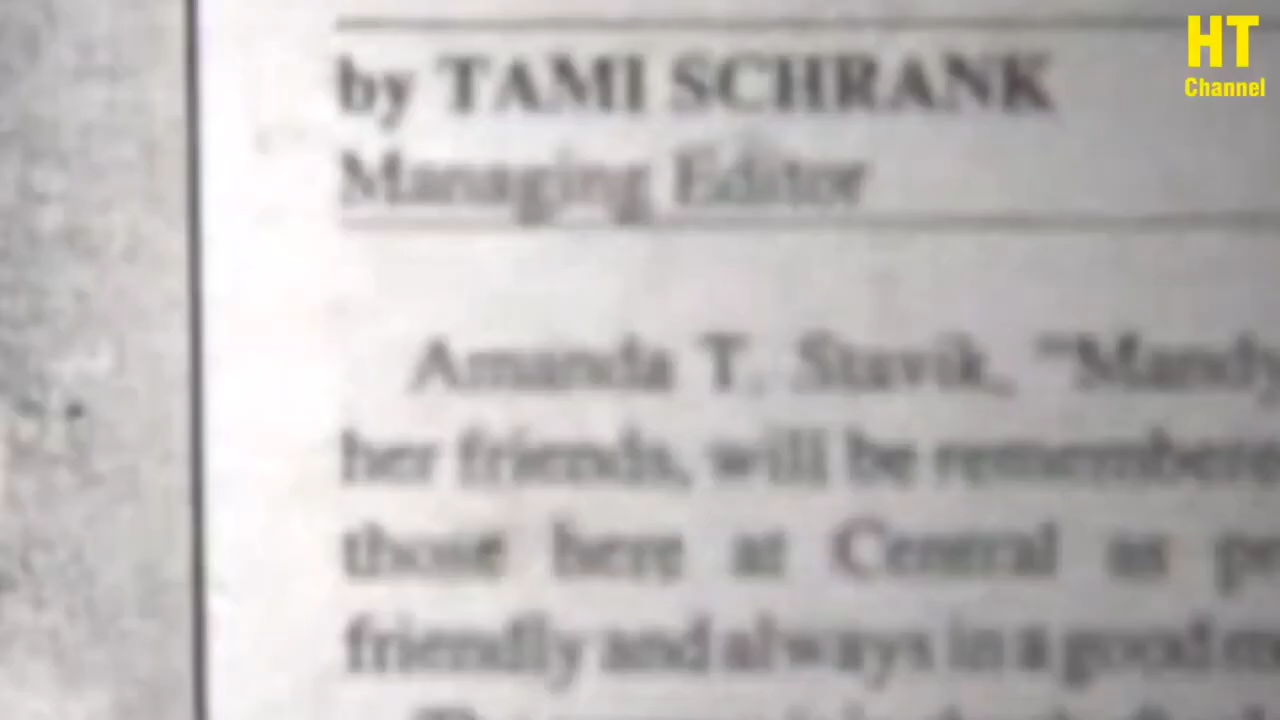 HT
Channel
by TAMI SCHRANK
Managing Editor
Amanda T. Stavik, "Mandy
her friends, will be remembere
those here at Central as pe
friendly and always in a good m